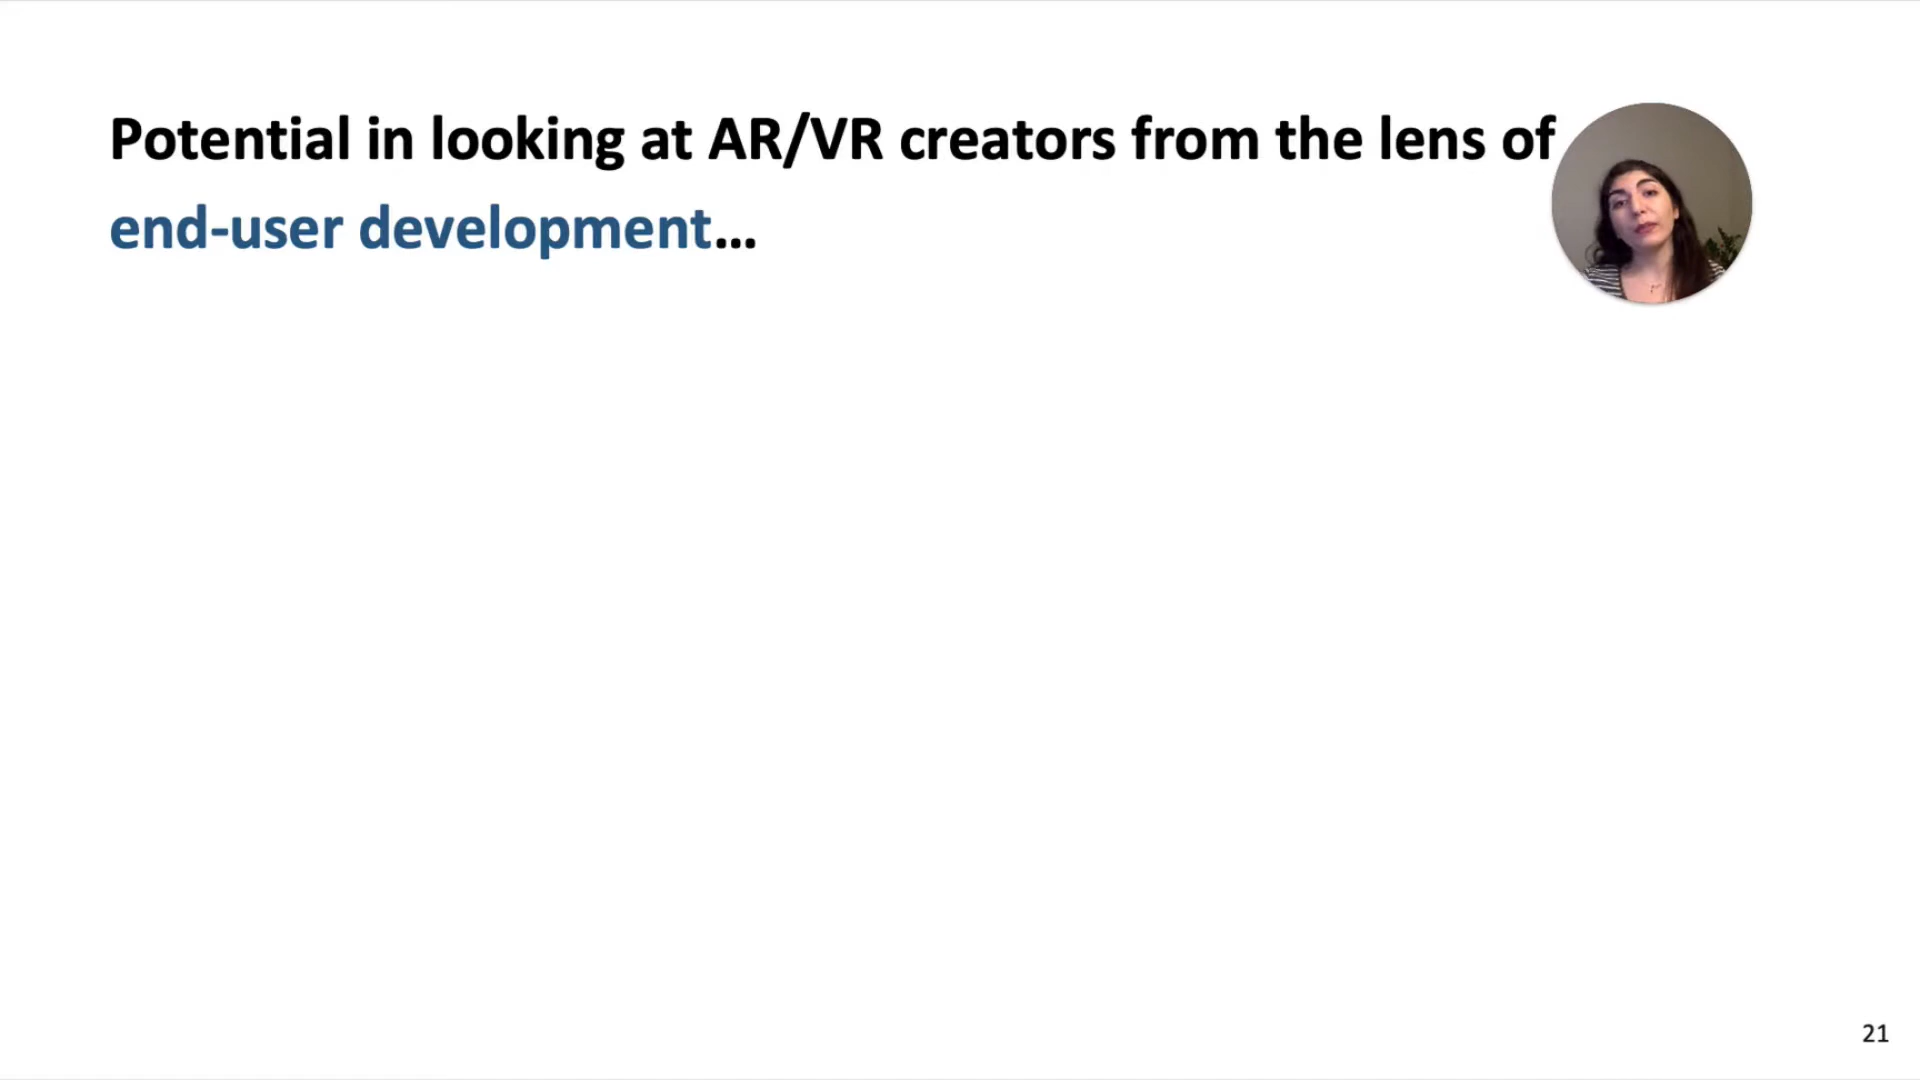 Potential in looking at AR/VR creators from the lens of
end-user development...
21